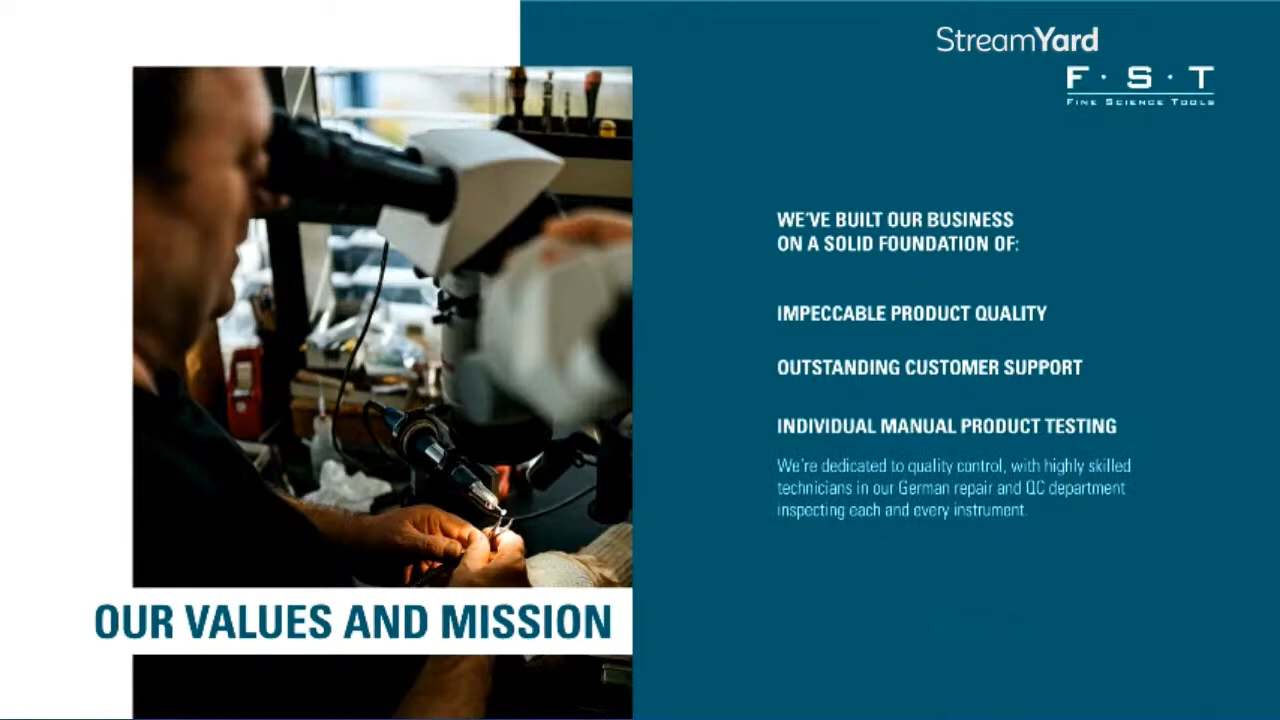 StreamYard
F · S · T
FINE SCIENCE TOOLS
WE'VE BUILT OUR BUSINESS
ON A SOLID FOUNDATION OF:
IMPECCABLE PRODUCT QUALITY
OUTSTANDING CUSTOMER SUPPORT
INDIVIDUAL MANUAL PRODUCT TESTING
We're dedicated to quality control, with highly skilled
technicians in our German repair and QC department
inspecting each and every instrument.
OUR VALUES AND MISSION